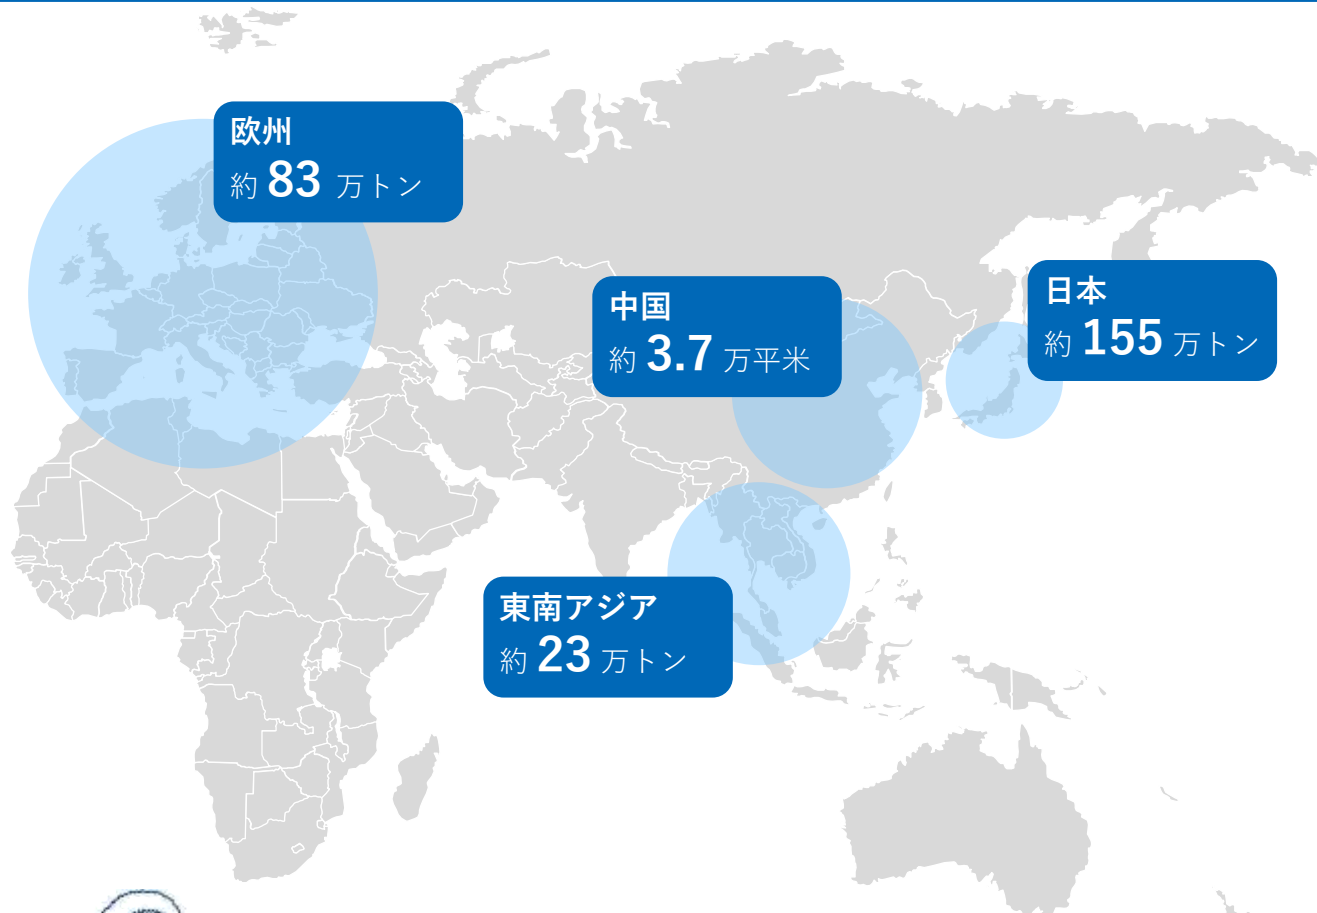 欧州
約 83 万トン
中国
約 3.7 万平米
日本
約 155 万トン
東南アジア
約 23 万トン